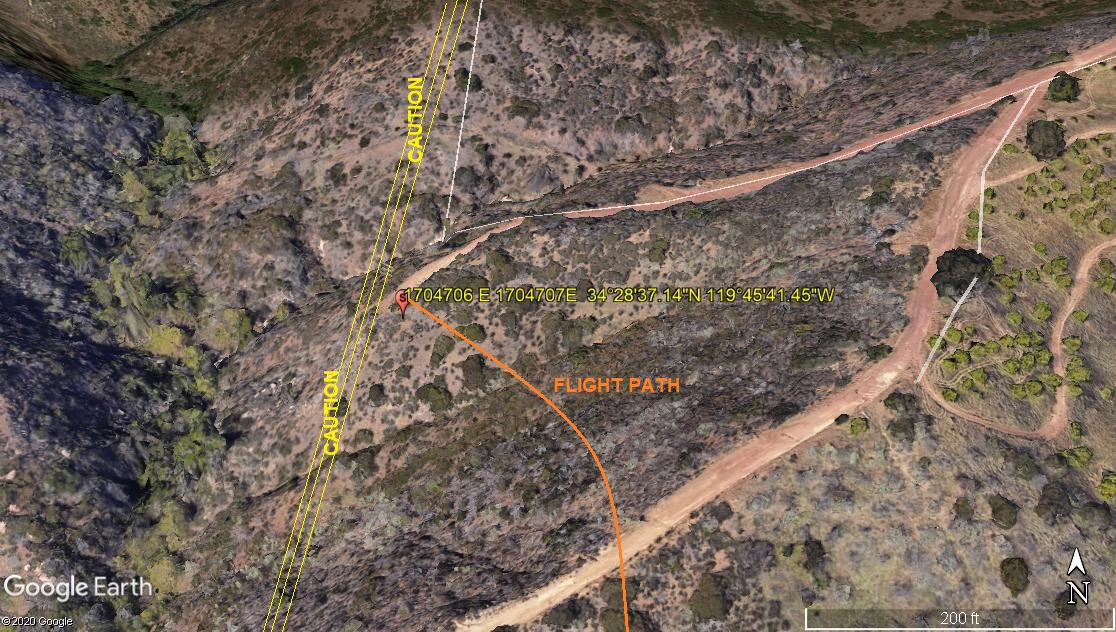 CAUTION
1704706 E 1704707E 34°28'37.14"N 119°45'41.45"W
FLIGHT PATH
CAUTION
Google Earth
©2020 Google
N
200 ft